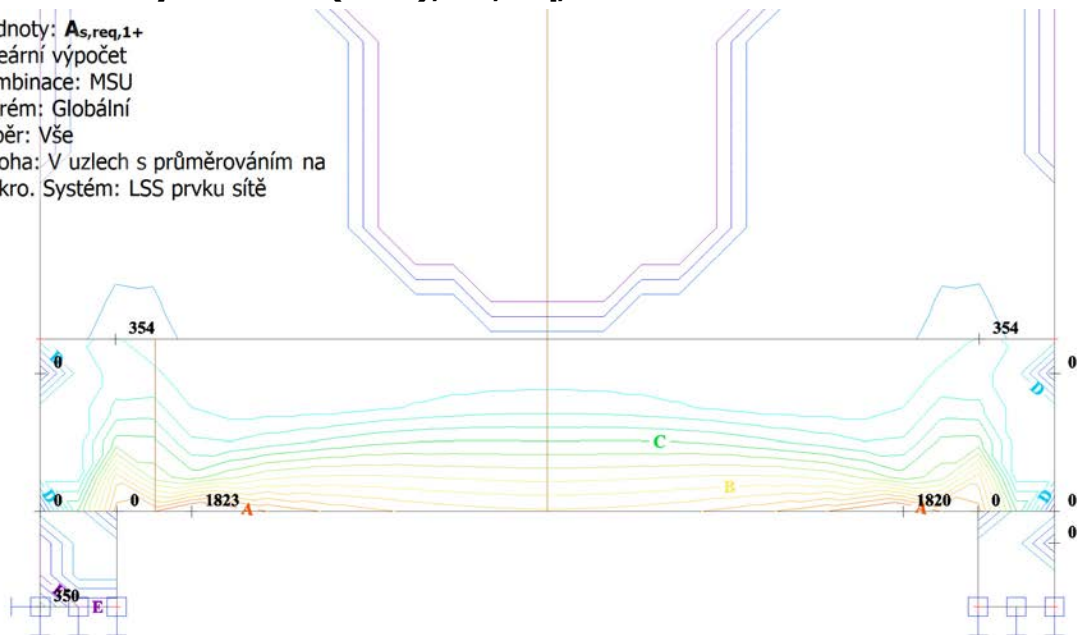 dnoty: As,req,1+
eární výpočet
mbinace: MSU
rém: Globální
ěr: Vše
oha: V uzlech s průměrováním na
kro. Systém: LSS prvku sítě
354
354
0
0
D
C
B
D
D
0
0
1823
A
1820
A
0
0
0
350
E